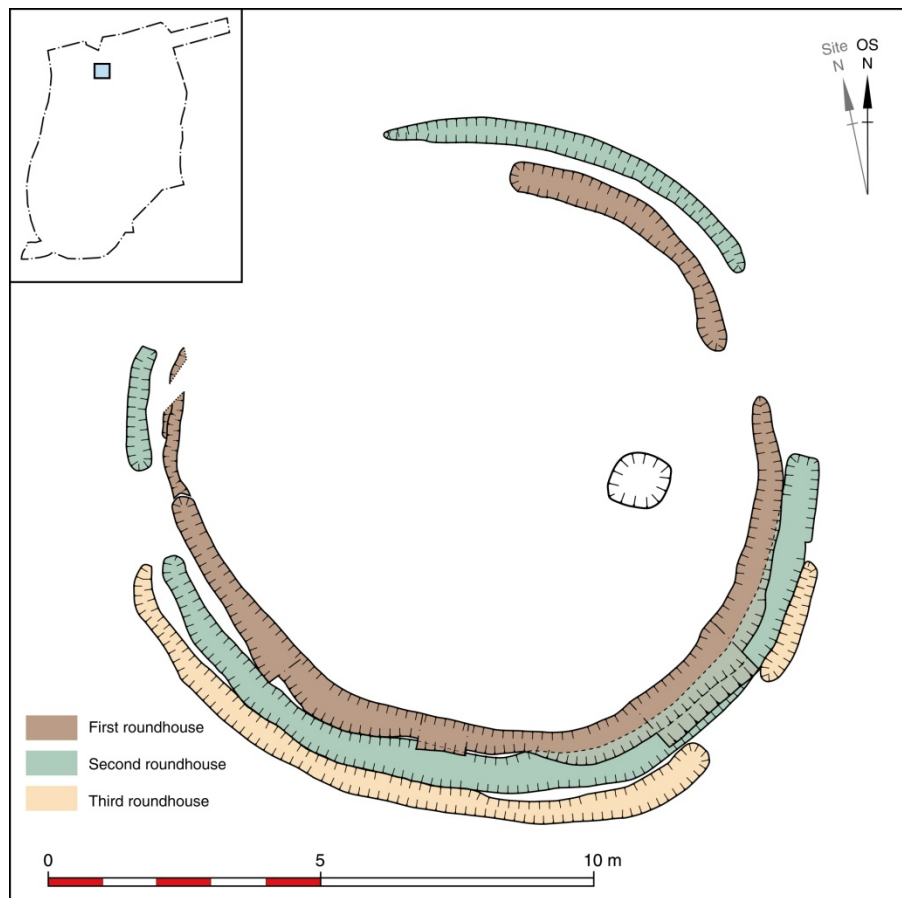 Site OS
N N
First roundhouse
Second roundhouse
Third roundhouse
0 5 10 m